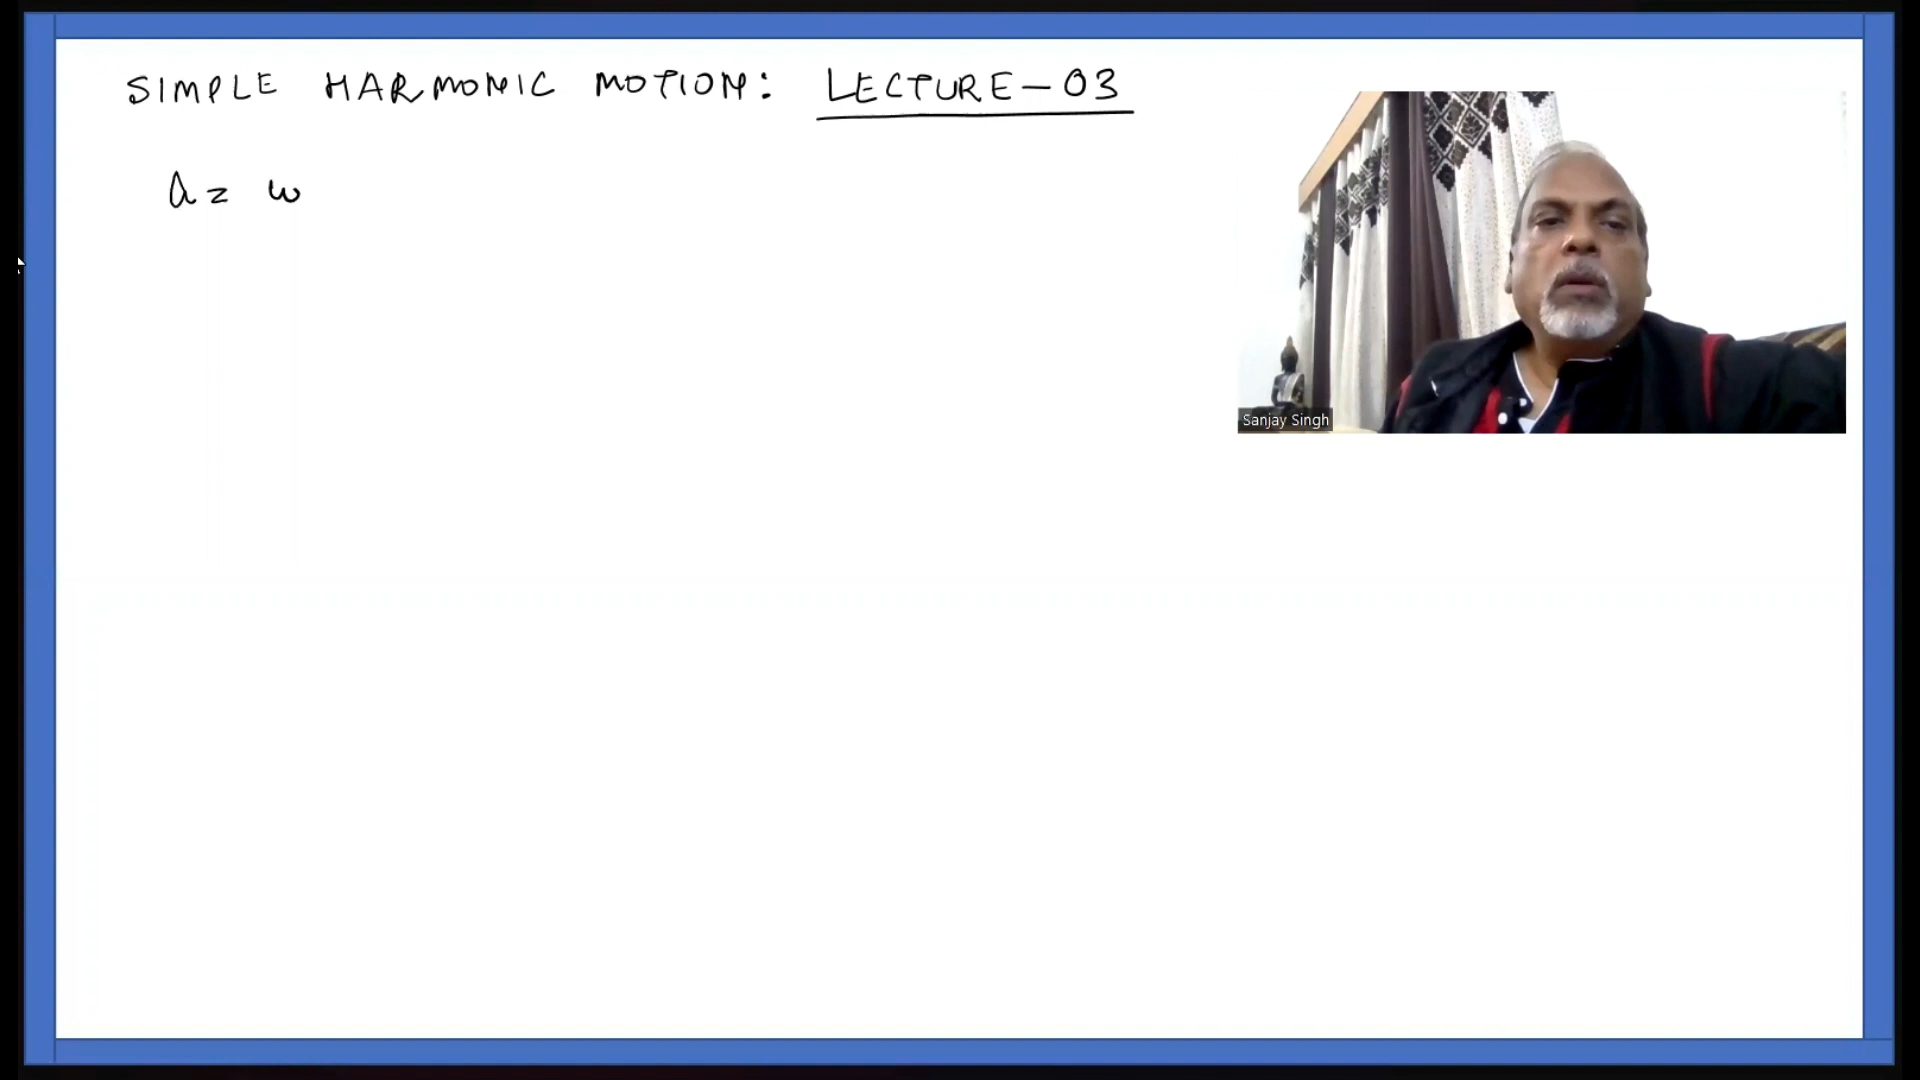 SIMPLE HARMONIC MOTION: LECTURE-03
a = ω
Sanjay Singh